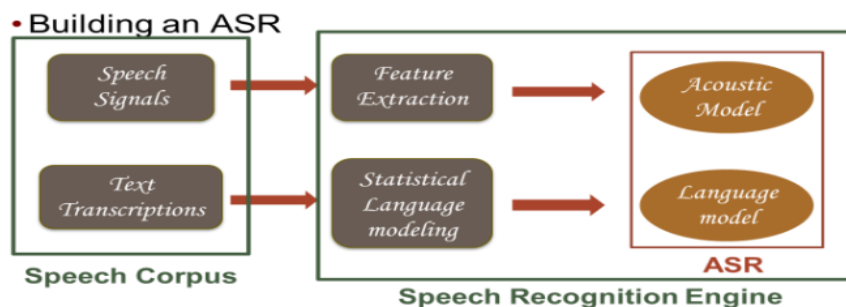 • Building an ASR
Speech
Signals
Feature
Extraction
Acoustic
Model
Text
Transcriptions
Statistical
Language
modeling
Language
model
Speech Corpus
ASR
Speech Recognition Engine